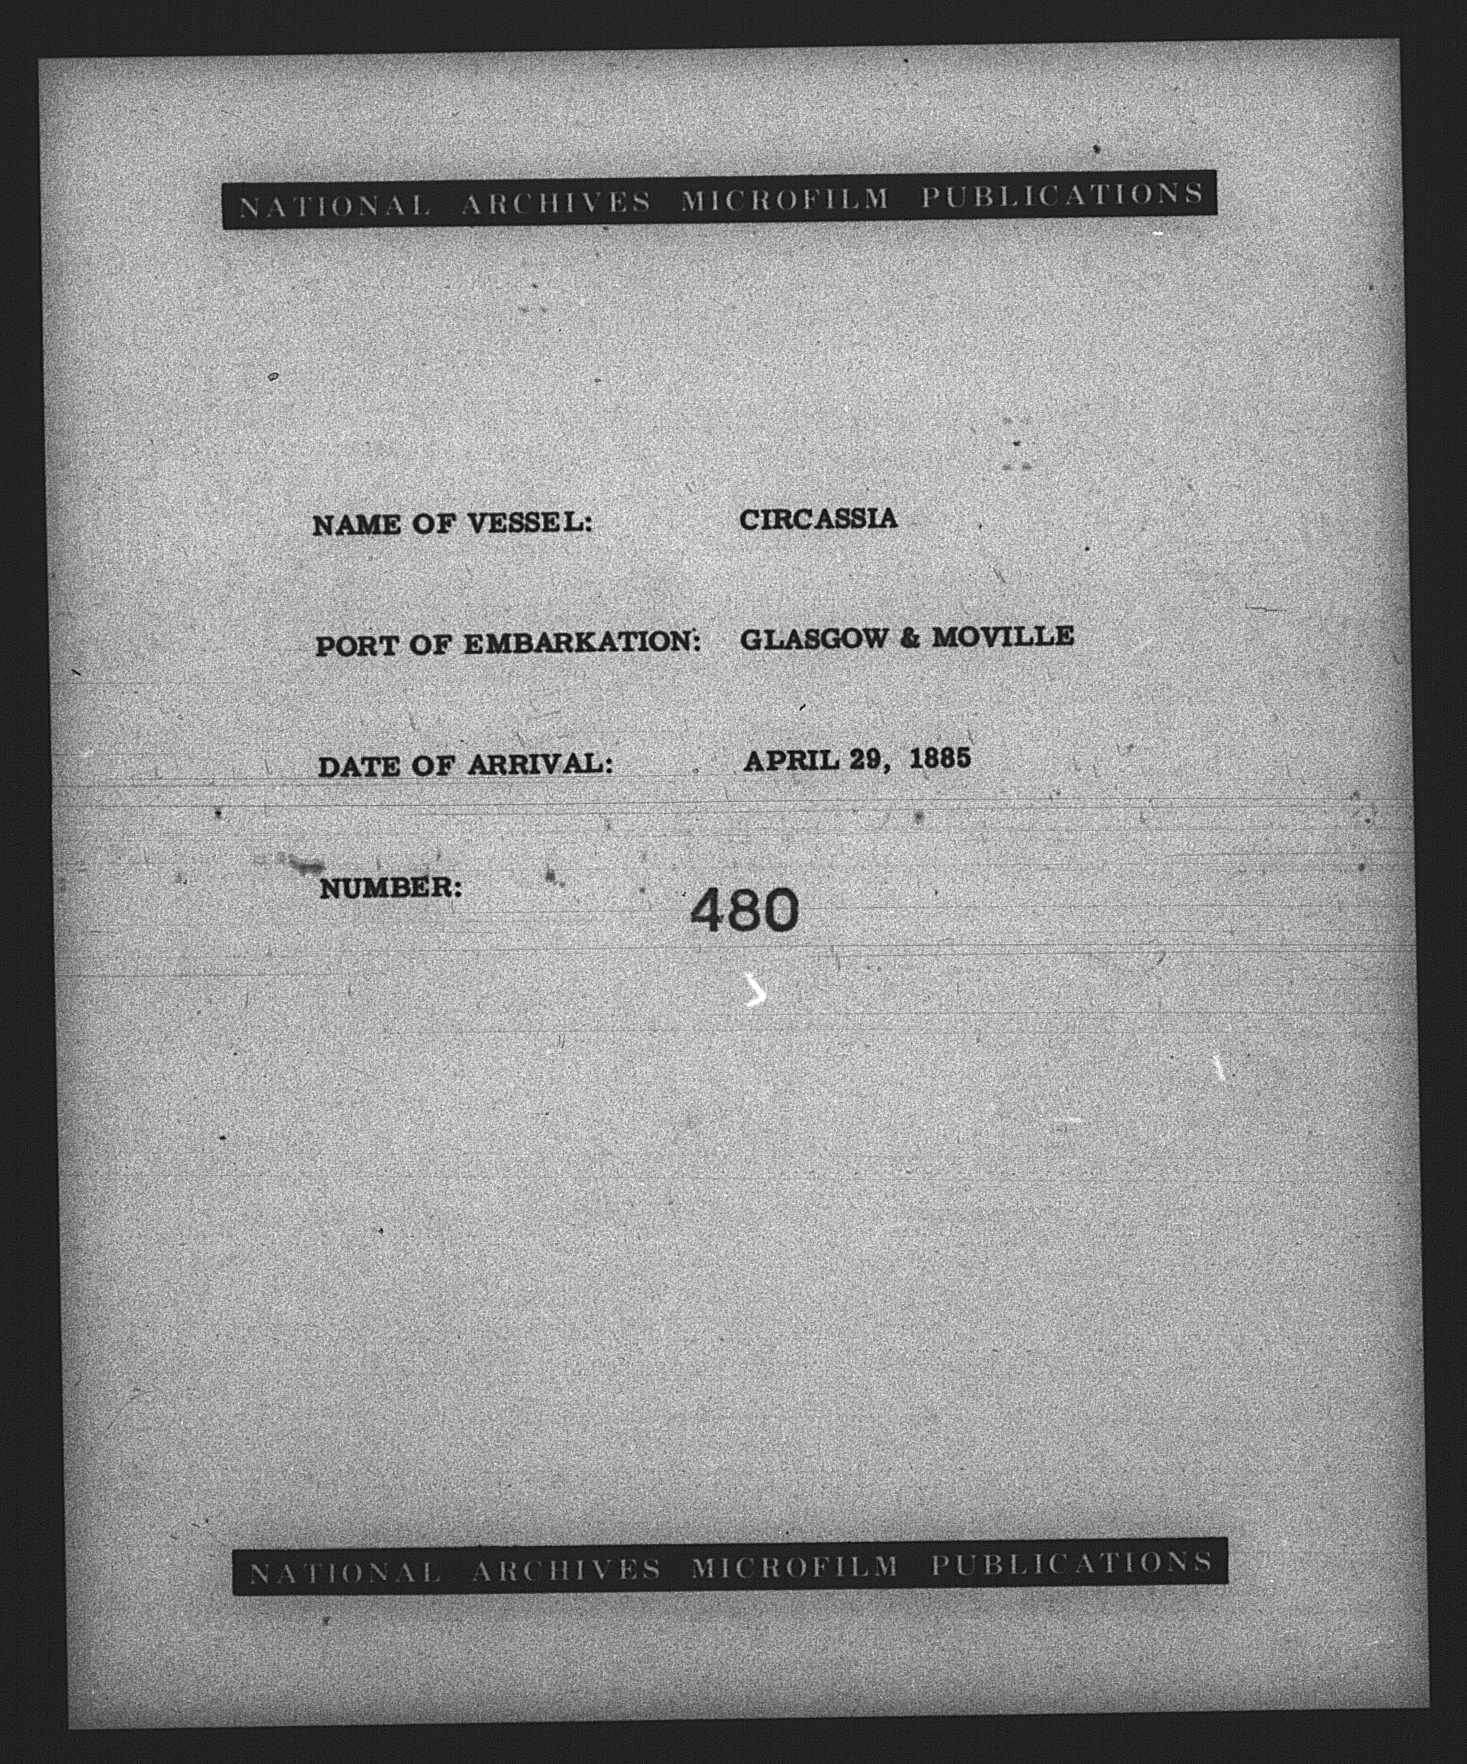 NATIONAL ARCHIVES MICROFILM PUBLICATIONS
NAME OF VESSEL: CIRCASSIA
PORT OF EMBARKATION: GLASGOW & MOVILLE
DATE OF ARRIVAL: APRIL 29, 1885
NUMBER: 480
NATIONAL ARCHIVES MICROFILM PUBLICATIONS